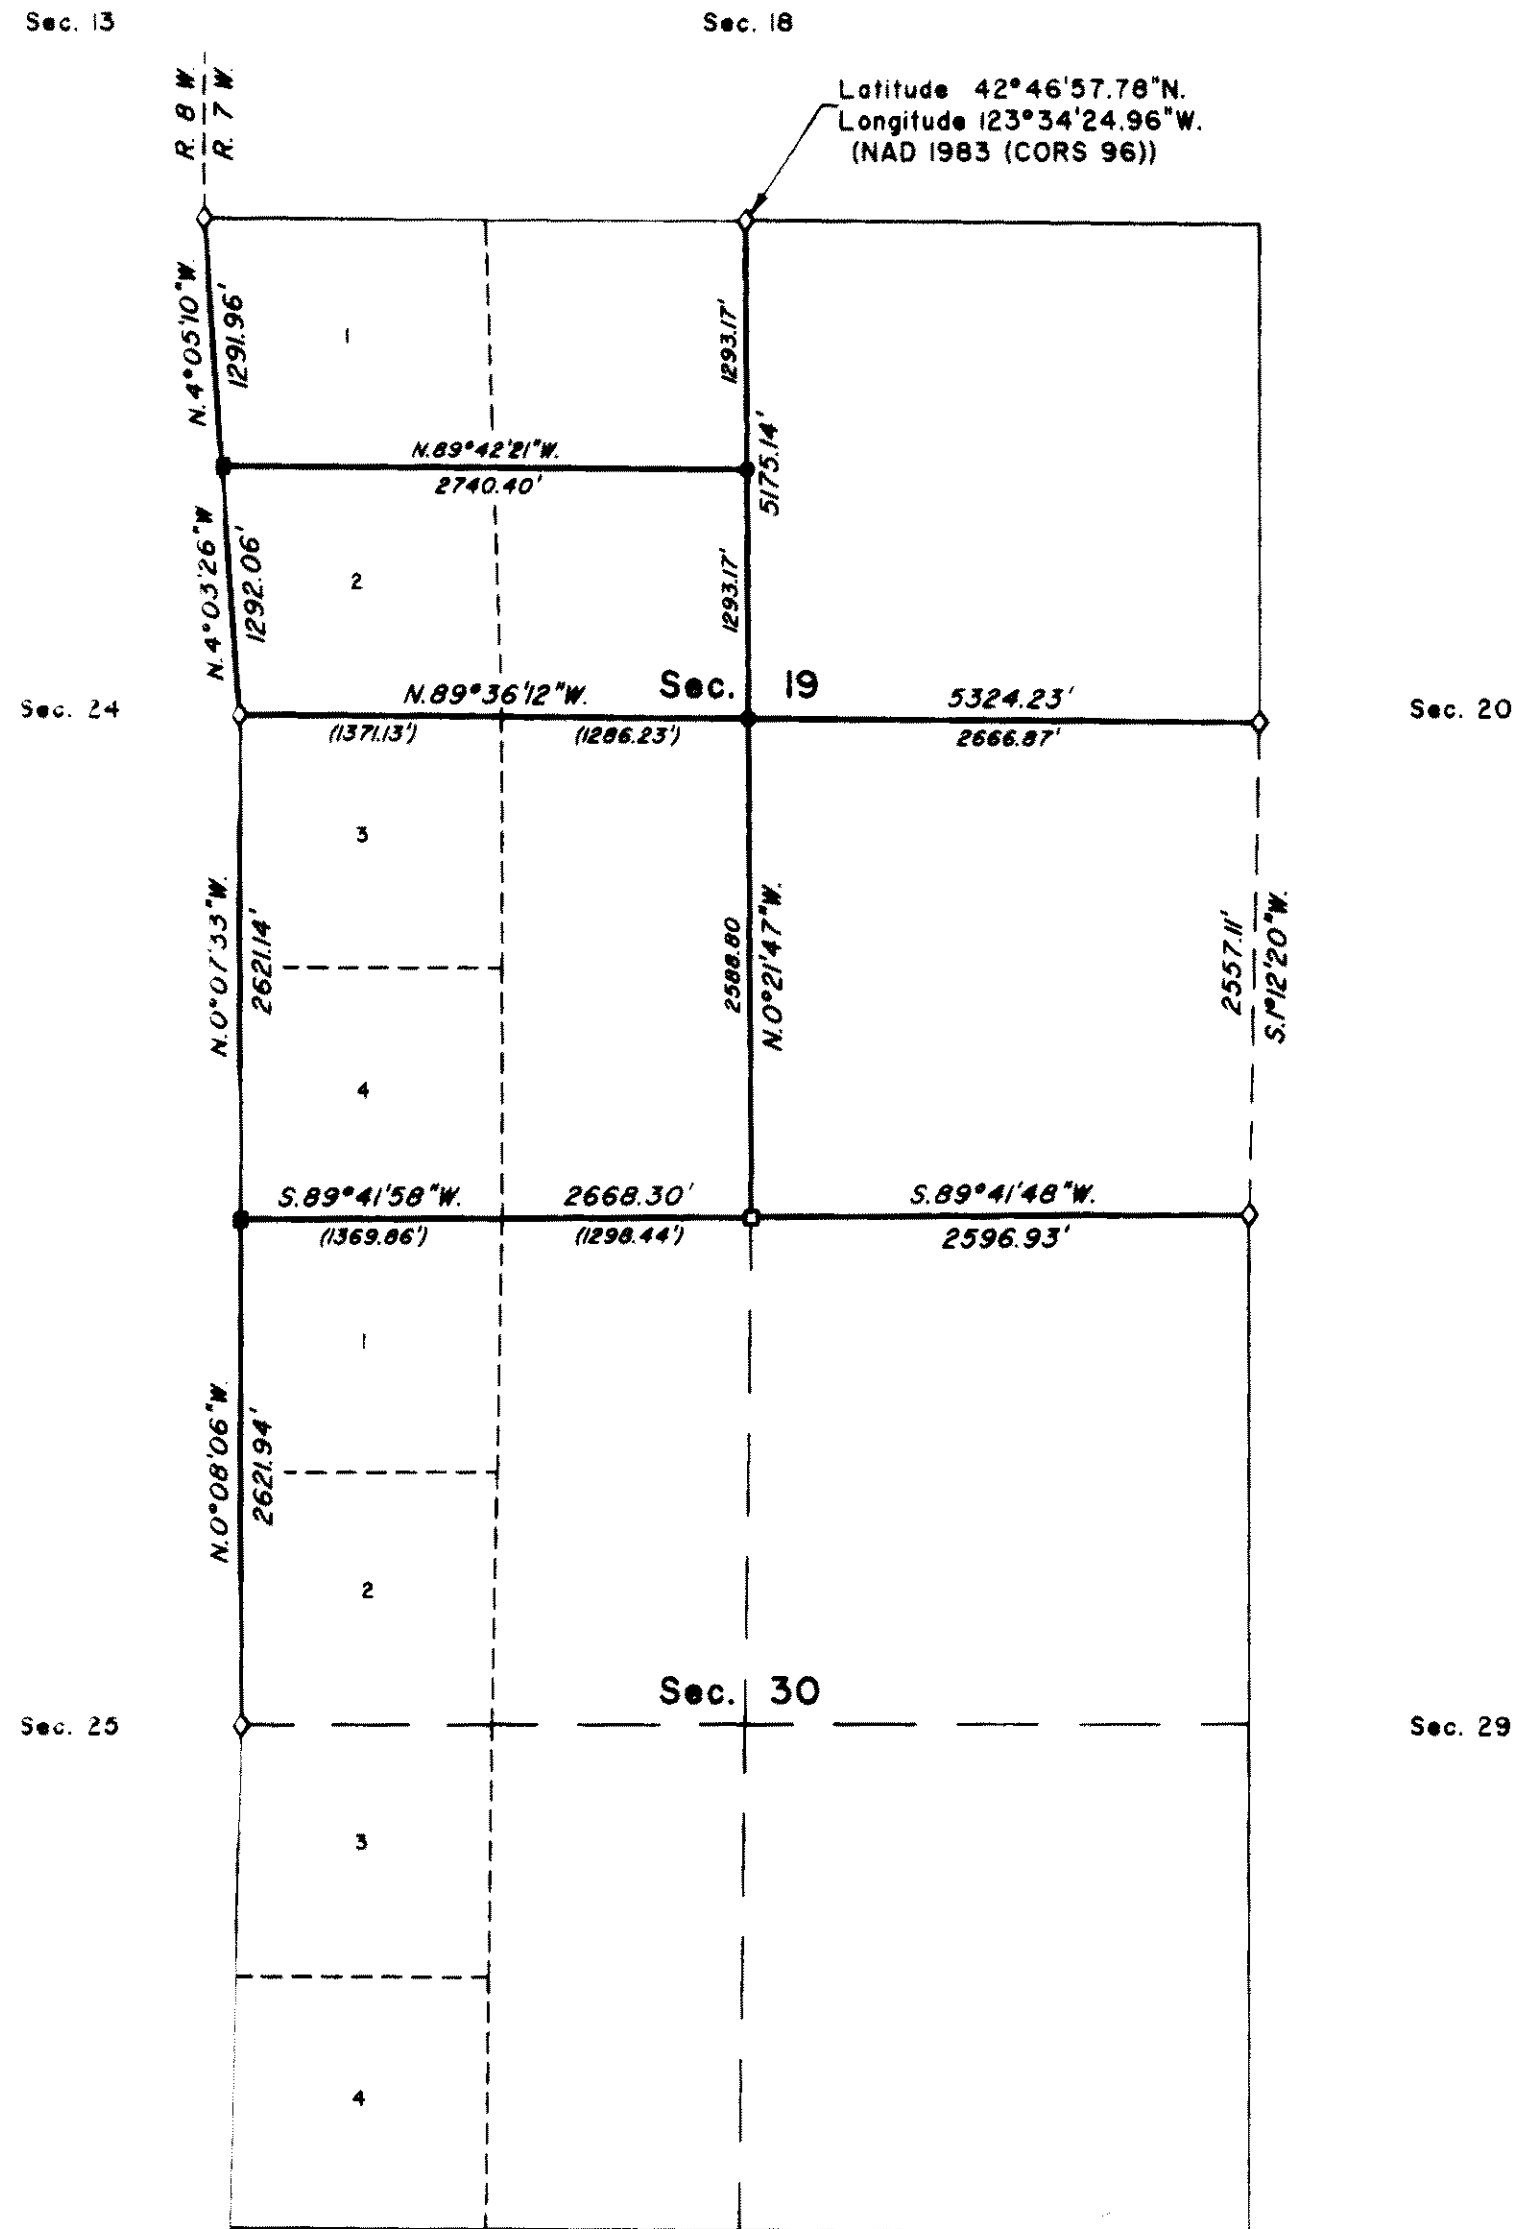 Sec. 13
Sec. 18
R. 8 W.
R. 7 W.
Latitude 42°46'57.78"N.
Longitude 123°34'24.96"W.
(NAD 1983 (CORS 96))
N.4°05'10"W.
1291.96'
1
1293.17'
N.89°42'21"W.
2740.40'
5175.14'
N.4°03'26"W
1292.06'
2
1293.17'
Sec. 19
Sec. 24
N.89°36'12"W.
5324.23'
Sec. 20
(1371.13')
(1286.23')
2666.87'
3
N.0°07'33"W.
2621.14'
2588.80
N.0°21'47"W.
2557.11'
S.1°12'20"W.
4
S.89°41'58"W.
2668.30'
S.89°41'48"W.
(1369.86')
(1298.44')
2596.93'
1
N.0°08'06"W.
2621.94'
2
Sec. 30
Sec. 25
Sec. 29
3
4